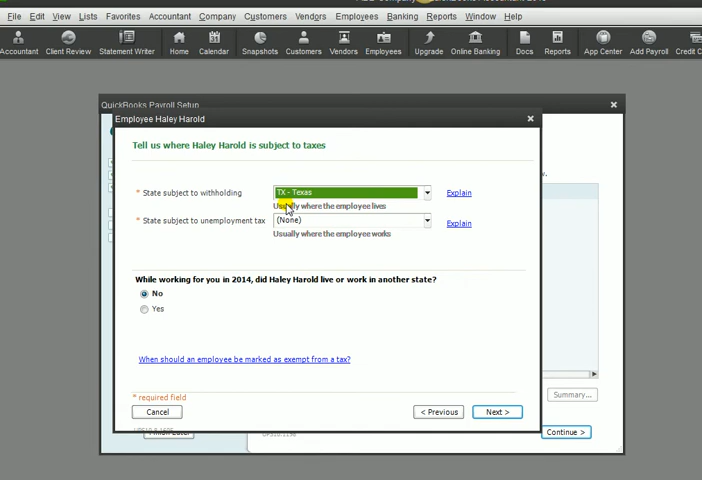 File Edit View Lists Favorites Accountant Company Customers Vendors Employees Banking Reports Window Help
Accountant Client Review Statement Writer Home Calendar Snapshots Customers Vendors Employees Upgrade Online Banking Docs Reports App Center Add Payroll Credit C
QuickBooks Payroll Setup
Employee Haley Harold
Tell us where Haley Harold is subject to taxes
* State subject to withholding TX - Texas Explain
Usually where the employee lives
* State subject to unemployment tax (None) Explain
Usually where the employee works
While working for you in 2014, did Haley Harold live or work in another state?
No
Yes
When should an employee be marked as exempt from a tax?
* required field
Summary...
Cancel < Previous Next >
Continue >